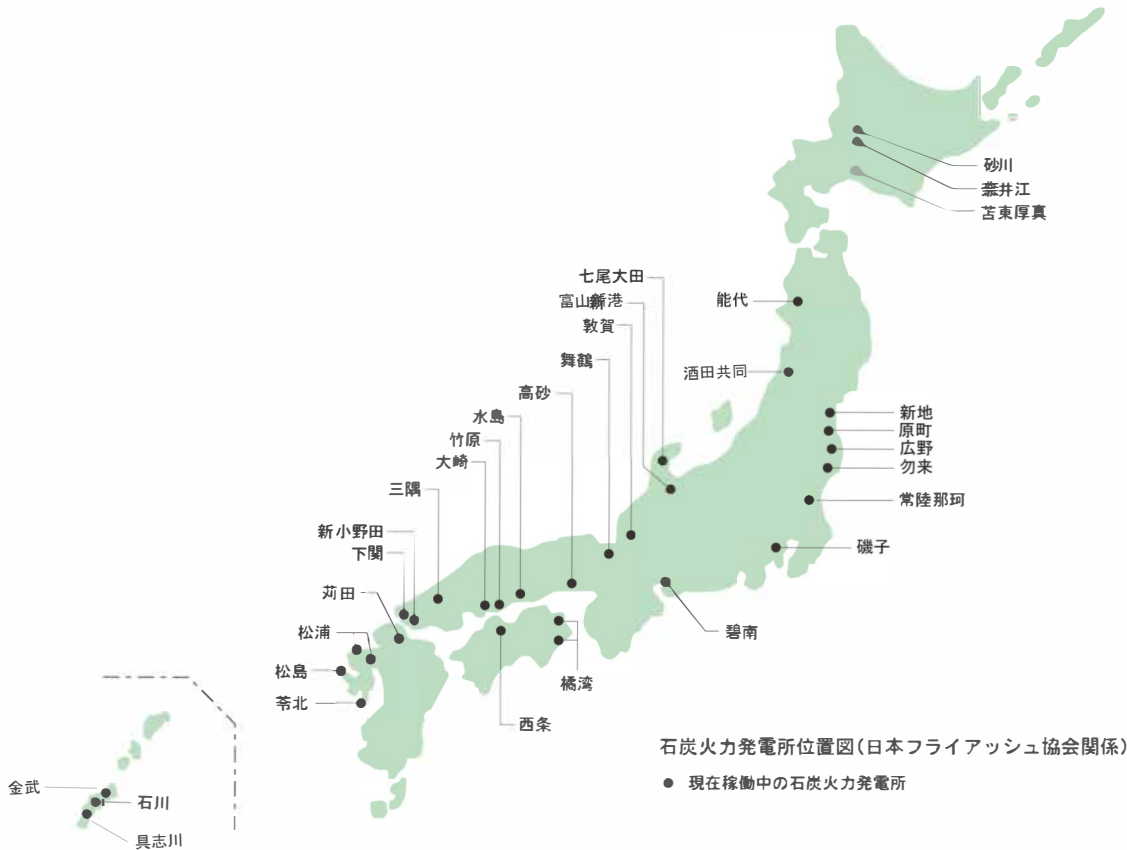 砂川
奈井江
苫東厚真
七尾大田
富山新港
敦賀
舞鶴
高砂
水島
竹原
大崎
三隅
新小野田
下関
苅田
松浦
松島
苓北
能代
酒田共同
新地
原町
広野
勿来
常陸那珂
磯子
碧南
橘湾
西条
金武
石川
具志川
石炭火力発電所位置図(日本フライアッシュ協会関係)
● 現在稼働中の石炭火力発電所